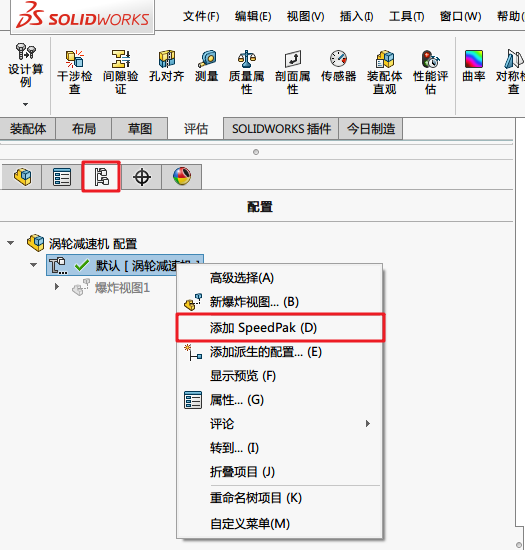 SOLIDWORKS 文件(F) 编辑(E) 视图(V) 插入(I) 工具(T) 窗口(W) 帮
设计算例 干涉检查 间隙验证 孔对齐 测量 质量属性 剖面属性 传感器 装配体直观 性能评估 曲率 对称检查
装配体 布局 草图 评估 SOLIDWORKS 插件 今日制造
配置
涡轮减速机 配置
默认 [ 涡轮减速机 ]
爆炸视图1
高级选择(A)
新爆炸视图... (B)
添加 SpeedPak (D)
添加派生的配置... (E)
显示预览 (F)
属性... (G)
评论
转到... (I)
折叠项目 (J)
重命名树项目 (K)
自定义菜单(M)